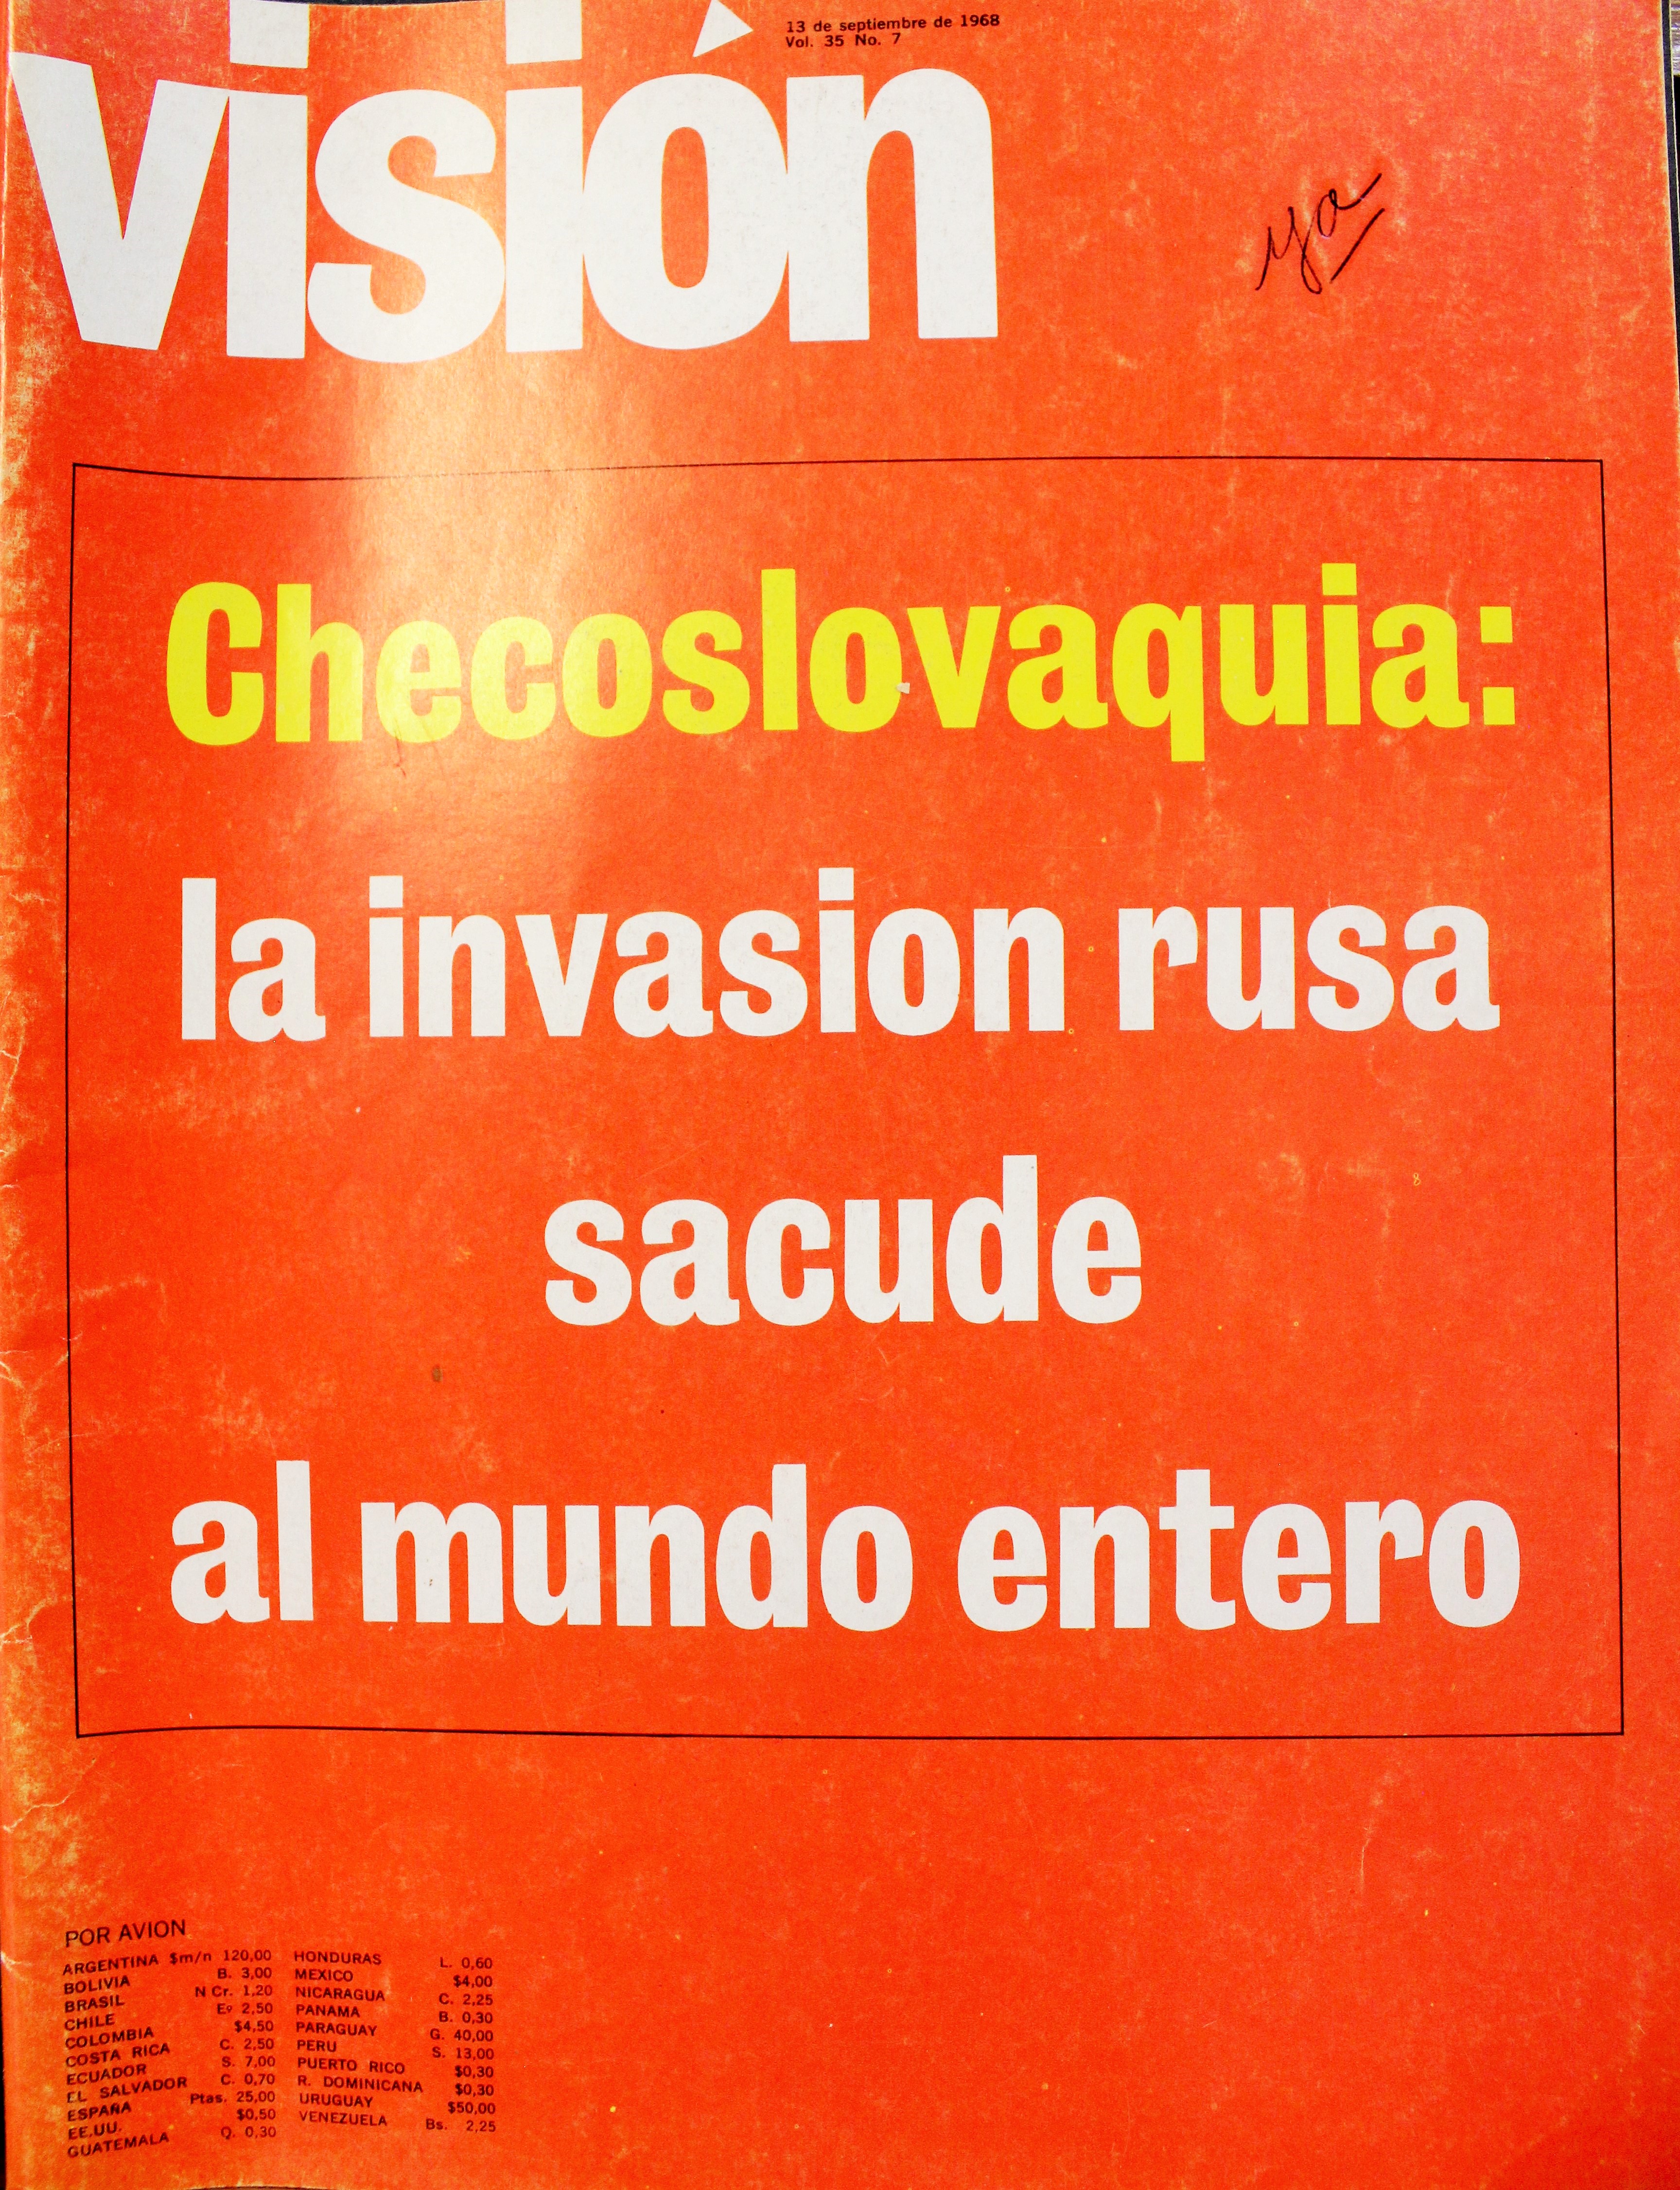 13 de septiembre de 1968
Vol. 35 No. 7
visión
ya
Checoslovaquia:
la invasion rusa
sacude
al mundo entero
POR AVION
ARGENTINA $m/n 120,00
BOLIVIA B. 3,00
BRASIL N Cr. 1,20
CHILE Eº 2,50
COLOMBIA $4,50
COSTA RICA C. 2,50
ECUADOR S. 7,00
EL SALVADOR C. 0,70
ESPAÑA Ptas. 25,00
EE.UU. $0,50
GUATEMALA Q. 0,30
HONDURAS L. 0,60
MEXICO $4,00
NICARAGUA C. 2,25
PANAMA B. 0,30
PARAGUAY G. 40,00
PERU S. 13,00
PUERTO RICO $0,30
R. DOMINICANA $0,30
URUGUAY $50,00
VENEZUELA Bs. 2,25